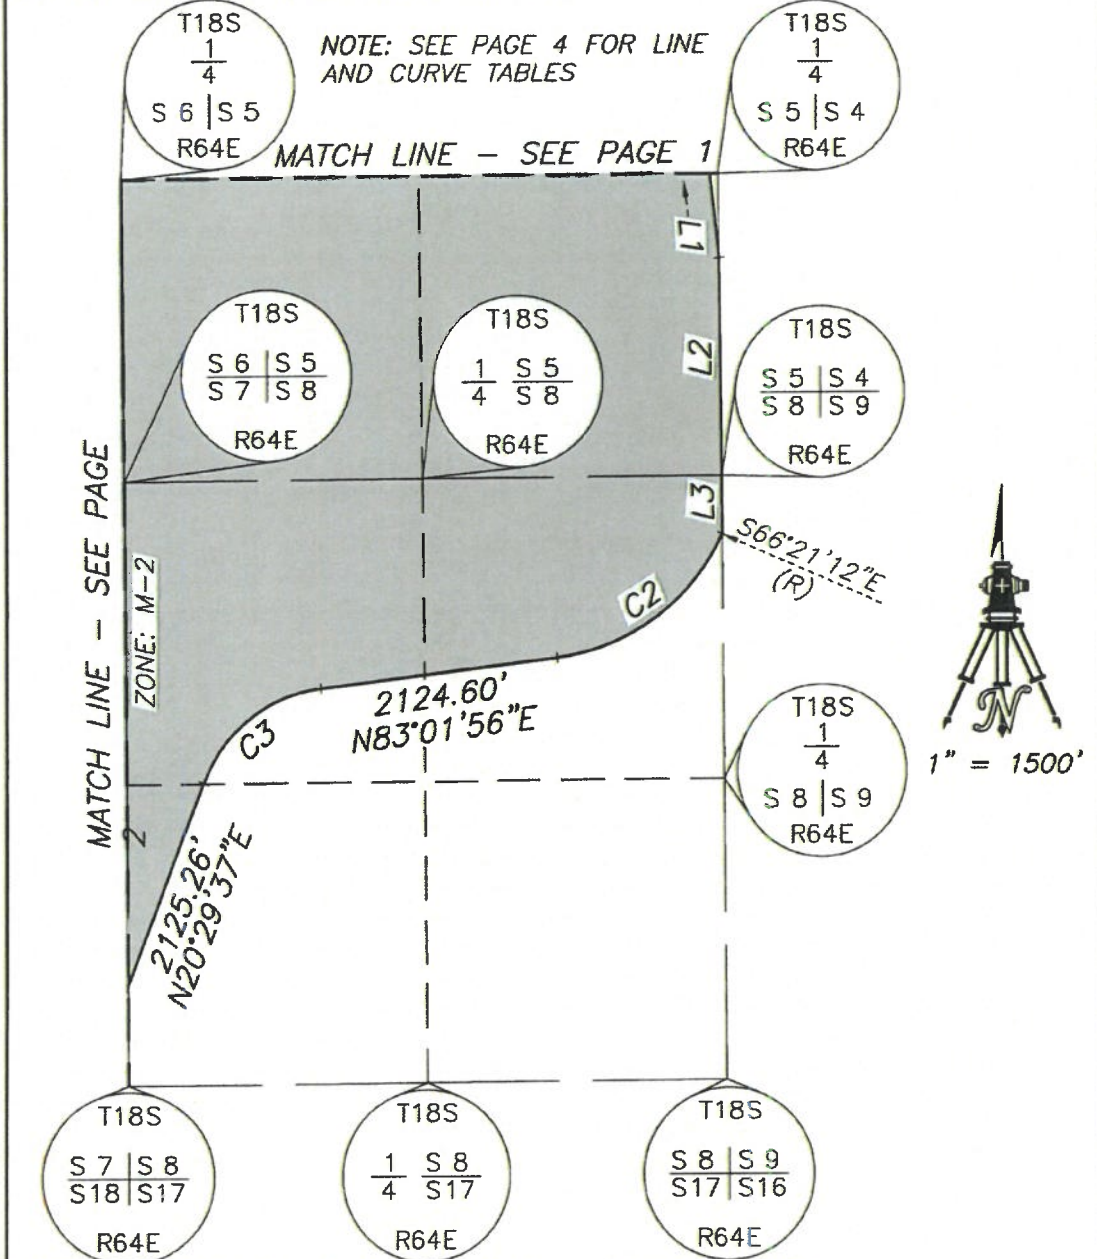 T18S
1
4
S 6 | S 5
R64E
NOTE: SEE PAGE 4 FOR LINE
AND CURVE TABLES
T18S
1
4
S 5 | S 4
R64E
MATCH LINE – SEE PAGE 1
L1
T18S
S 6 | S 5
S 7 | S 8
R64E
T18S
1 S 5
4 S 8
R64E
L2
T18S
S 5 | S 4
S 8 | S 9
R64E
MATCH LINE – SEE PAGE
2
ZONE: M-2
L3
S66°21'12"E
(R)
C2
2124.60'
N83°01'56"E
C3
N
1" = 1500'
T18S
1
4
S 8 | S 9
R64E
2125.26'
N20°29'37"E
T18S
S 7 | S 8
S18 | S17
R64E
T18S
1 S 8
4 S17
R64E
T18S
S 8 | S 9
S17 | S16
R64E